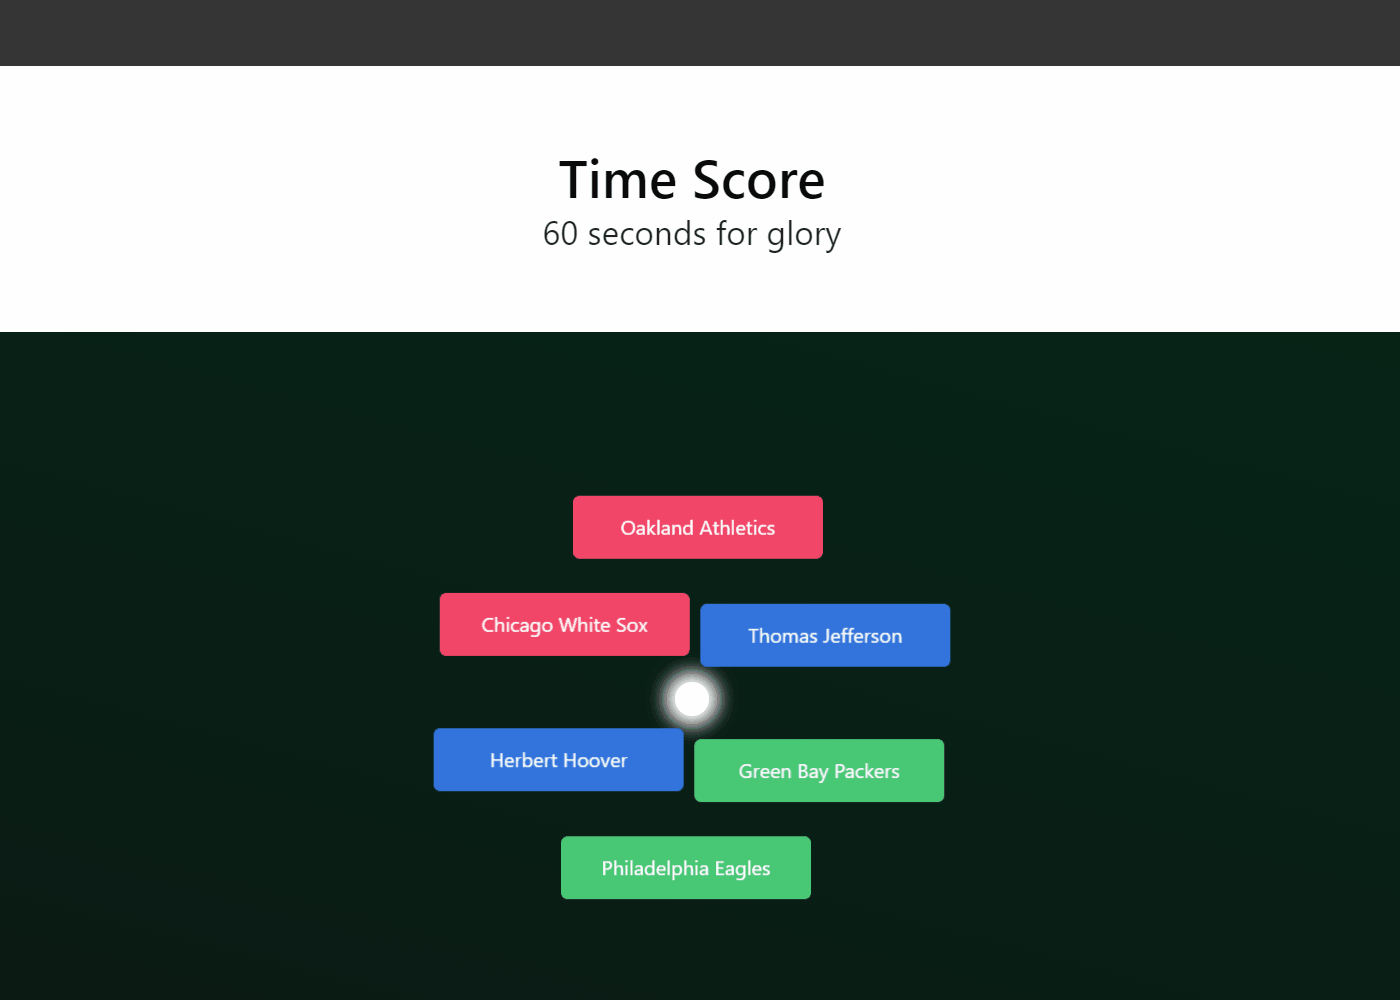 Time Score
60 seconds for glory
Oakland Athletics
Chicago White Sox
Thomas Jefferson
Herbert Hoover
Green Bay Packers
Philadelphia Eagles